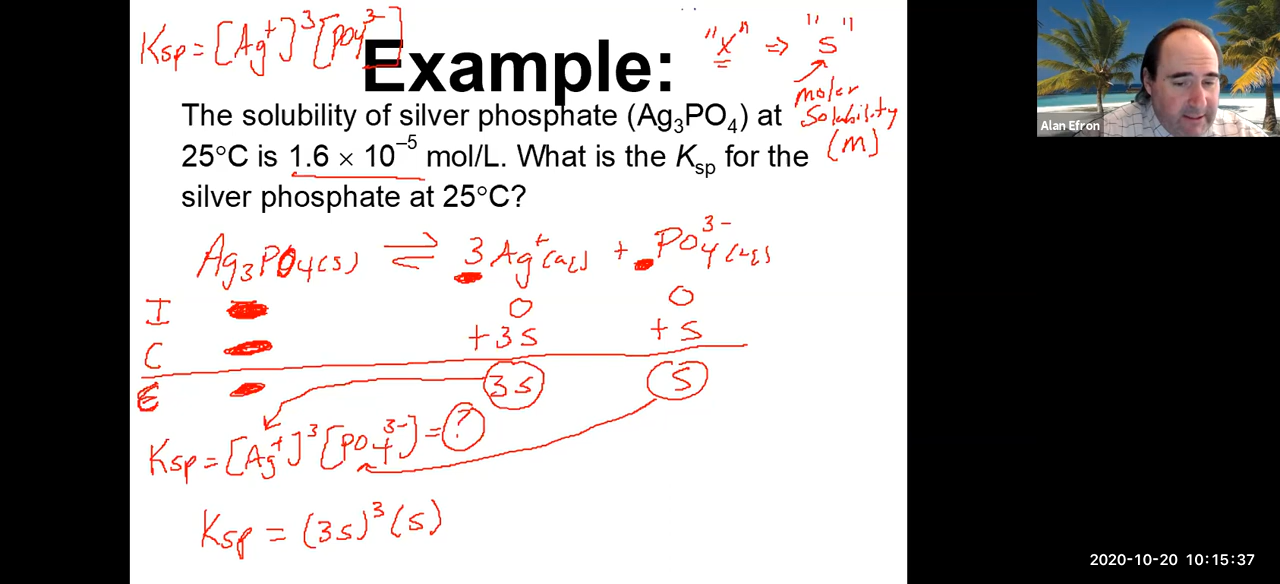 Ksp = [Ag⁺]³[PO₄³⁻]
"x" ⇒ "s"
Example:
molar
solubility
(M)
The solubility of silver phosphate (Ag₃PO₄) at
25°C is 1.6 × 10⁻⁵ mol/L. What is the Ksp for the
silver phosphate at 25°C?
Alan Efron
Ag₃PO₄(s) ⇌ 3Ag⁺(aq) + PO₄³⁻(aq)
I 0 0
C +3s +s
E 3s s
Ksp = [Ag⁺]³[PO₄³⁻] = ?
Ksp = (3s)³(s)
2020-10-20 10:15:37